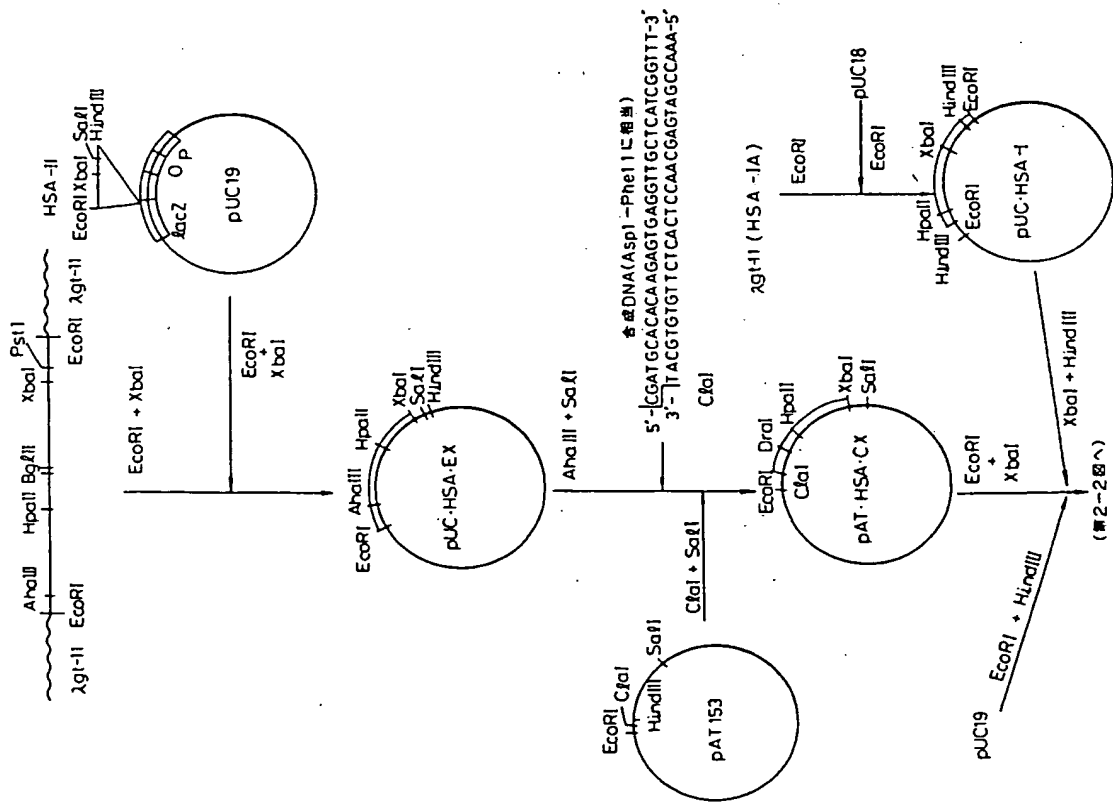 HSA-II
λgt-11
AhaIII
HpaII
BglII
XbaI
PstI
λgt-11
EcoRI
EcoRI
EcoRI
XbaI
SalI
HindIII
lacZ
O
P
pUC19
EcoRI + XbaI
EcoRI
+
XbaI
EcoRI
AhaIII
HpaII
XbaI
SalI
HindIII
pUC·HSA·EX
AhaIII + SalI
合成DNA(Asp1-Phe11に相当)
5'-CGATGCACACAAGAGTGAGGTTGCTCATCGGTTT-3'
3'-TACGTGTGTTCTCACTCCAACGAGTAGCCAAA-5'
ClaI
EcoRI
ClaI
HindIII
SalI
pAT153
ClaI + SalI
EcoRI
DraI
HpaII
ClaI
XbaI
SalI
pAT·HSA·CX
λgt-11 (HSA-1A)
EcoRI
pUC18
EcoRI
HpaII
XbaI
HindIII
HindIII
EcoRI
EcoRI
pUC·HSA-I
pUC19
EcoRI + HindIII
EcoRI
+
XbaI
XbaI + HindIII
(第2-2図へ)